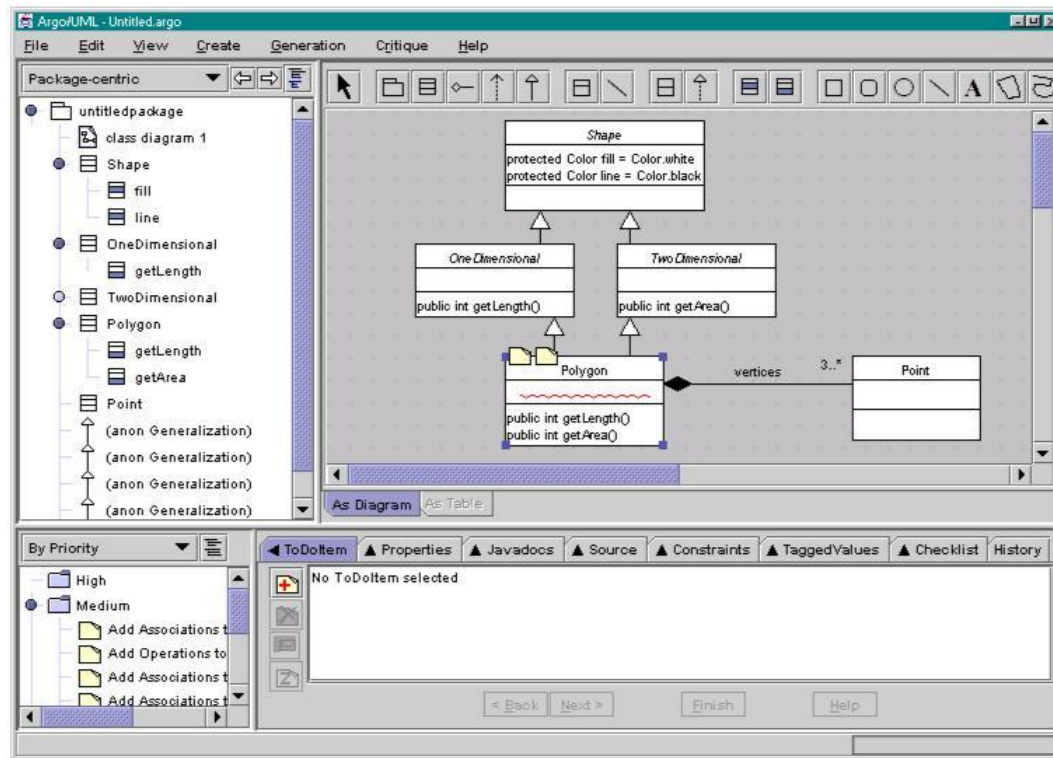 Argo/UML - Untitled.argo
File Edit View Create Generation Critique Help
Package-centric
untitledpackage
class diagram 1
Shape
fill
line
OneDimensional
getLength
TwoDimensional
Polygon
getLength
getArea
Point
(anon Generalization)
(anon Generalization)
(anon Generalization)
(anon Generalization)
A
Shape
protected Color fill = Color.white
protected Color line = Color.black
OneDimensional
public int getLength()
TwoDimensional
public int getArea()
Polygon
public int getLength()
public int getArea()
vertices 3..*
Point
As Diagram As Table
By Priority
High
Medium
Add Associations t
Add Operations to
Add Associations t
Add Associations t
ToDoItem Properties Javadocs Source Constraints TaggedValues Checklist History
No ToDoItem selected
Z
< Back Next > Finish Help